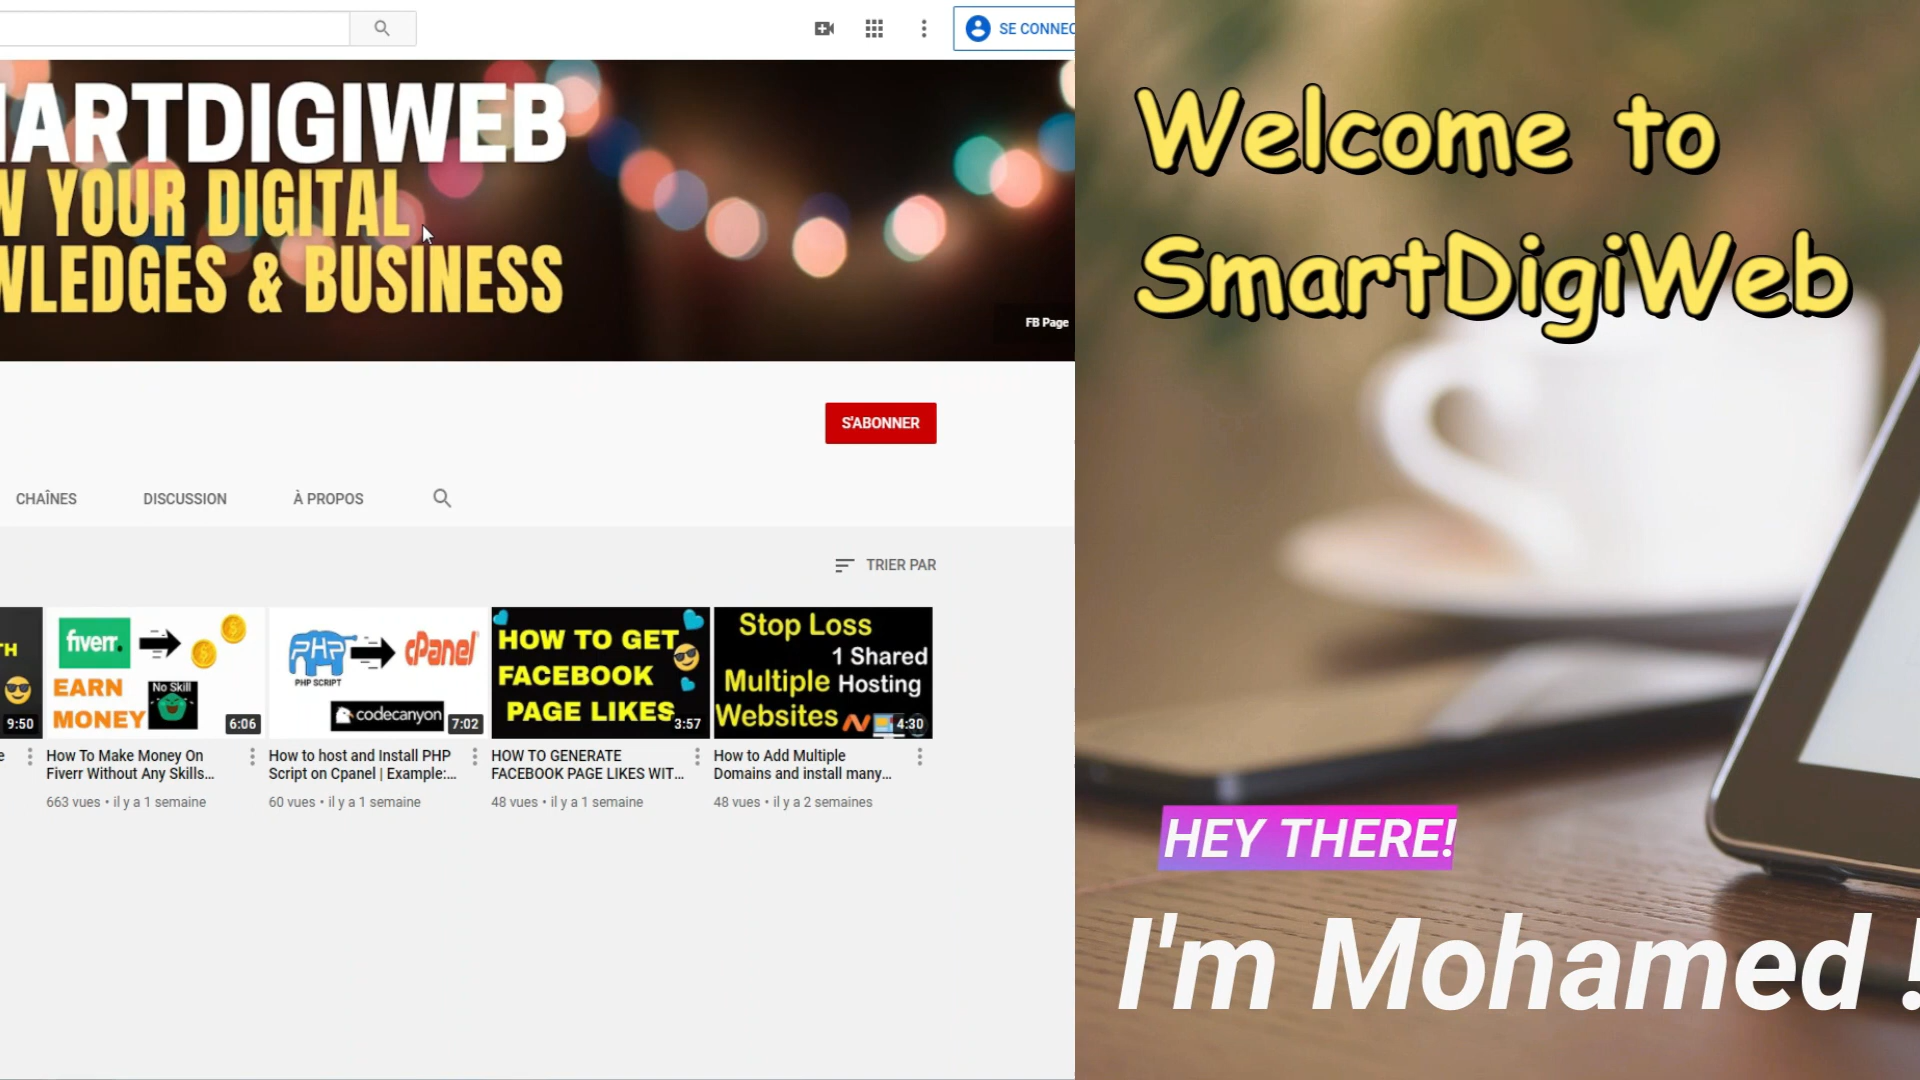 SE CONNEC
MARTDIGIWEB
W YOUR DIGITAL
WLEDGES & BUSINESS
FB Page
S'ABONNER
CHAÎNES
DISCUSSION
À PROPOS
TRIER PAR
TH
9:50
fiverr.
EARN
MONEY
No Skill
6:06
PHP
PHP SCRIPT
cPanel
codecanyon
7:02
HOW TO GET
FACEBOOK
PAGE LIKES
3:57
Stop Loss
1 Shared
Multiple Hosting
Websites
4:30
e
How To Make Money On
Fiverr Without Any Skills...
663 vues • il y a 1 semaine
How to host and Install PHP
Script on Cpanel | Example:...
60 vues • il y a 1 semaine
HOW TO GENERATE
FACEBOOK PAGE LIKES WIT...
48 vues • il y a 1 semaine
How to Add Multiple
Domains and install many...
48 vues • il y a 2 semaines
Welcome to
SmartDigiWeb
HEY THERE!
I'm Mohamed !